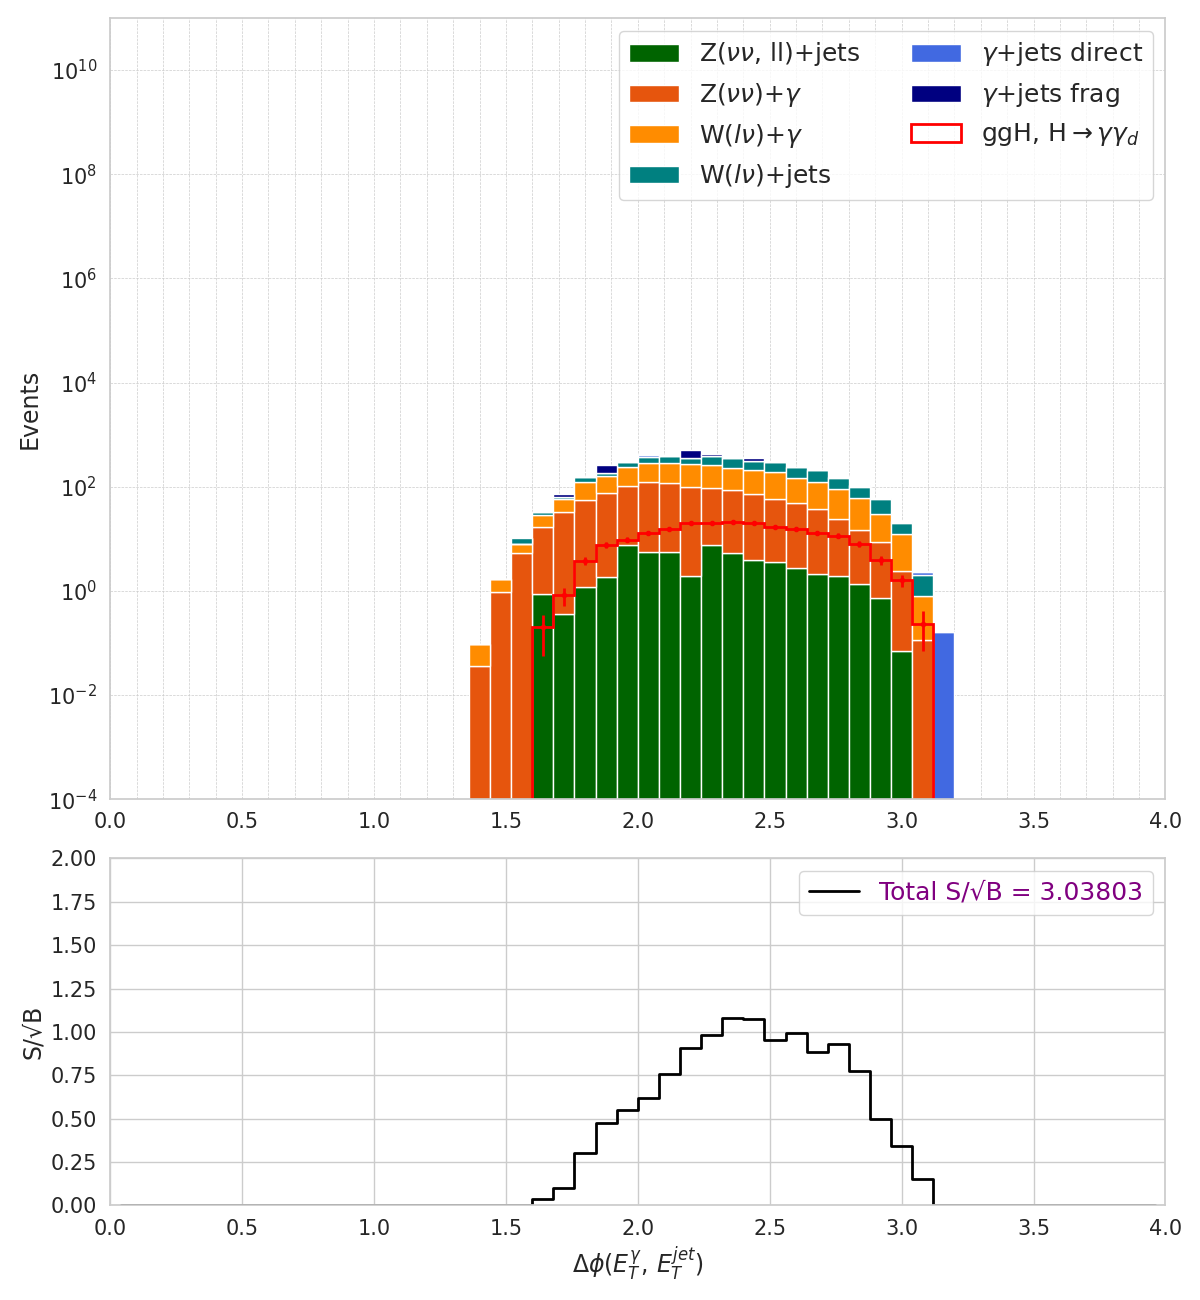 Z(νν, ll)+jets
Z(νν)+γ
W(lν)+γ
W(lν)+jets
γ+jets direct
γ+jets frag
ggH, H→γγ_d
10^10
10^8
10^6
10^4
10^2
10^0
10^−2
10^−4
Events
0.0 0.5 1.0 1.5 2.0 2.5 3.0 3.5 4.0
Total S/√B = 3.03803
2.00
1.75
1.50
1.25
1.00
0.75
0.50
0.25
0.00
S/√B
0.0 0.5 1.0 1.5 2.0 2.5 3.0 3.5 4.0
Δϕ(E_T^γ, E_T^jet)